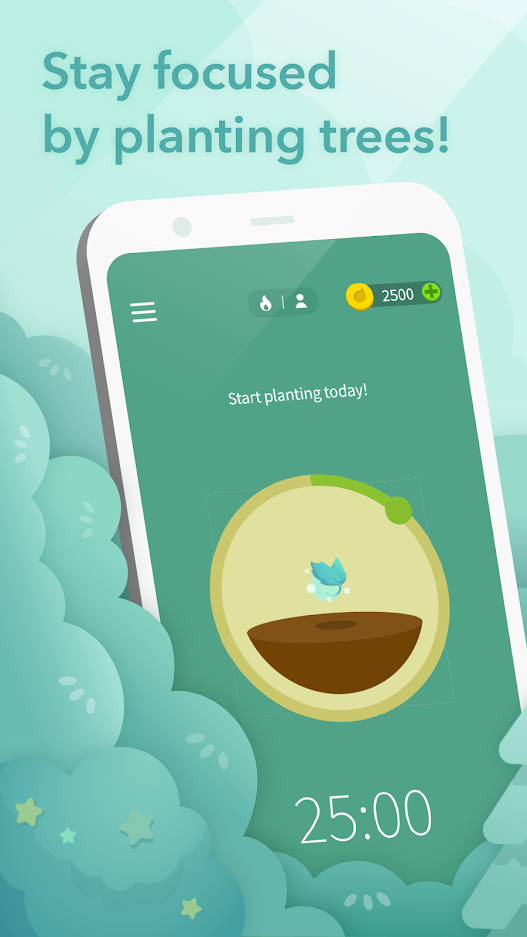 Stay focused
by planting trees!
2500
Start planting today!
25:00